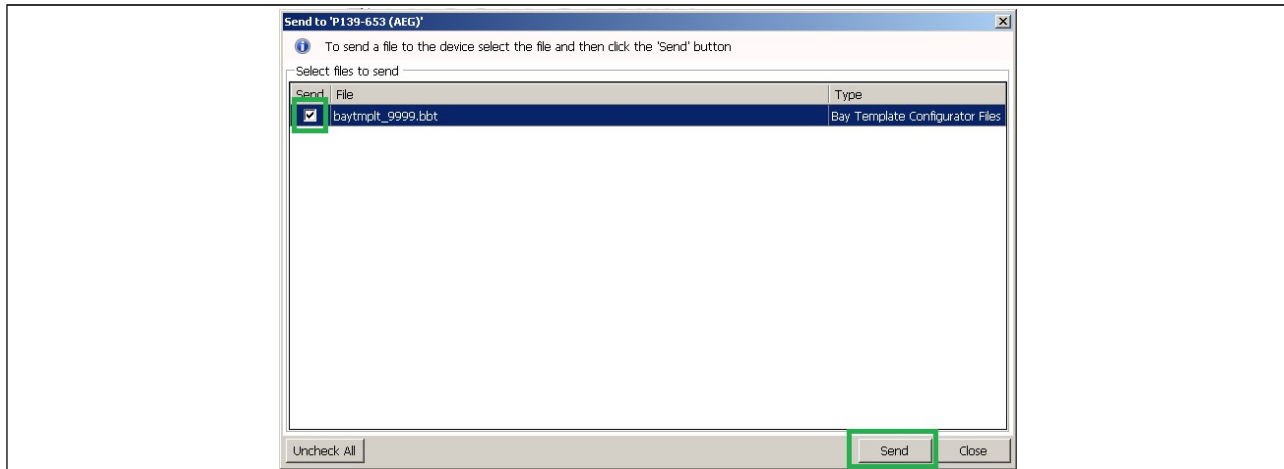 Send to 'P139-653 (AEG)'
To send a file to the device select the file and then click the 'Send' button
Select files to send
Send File Type
baytmplt_9999.bbt Bay Template Configurator Files
Uncheck All Send Close